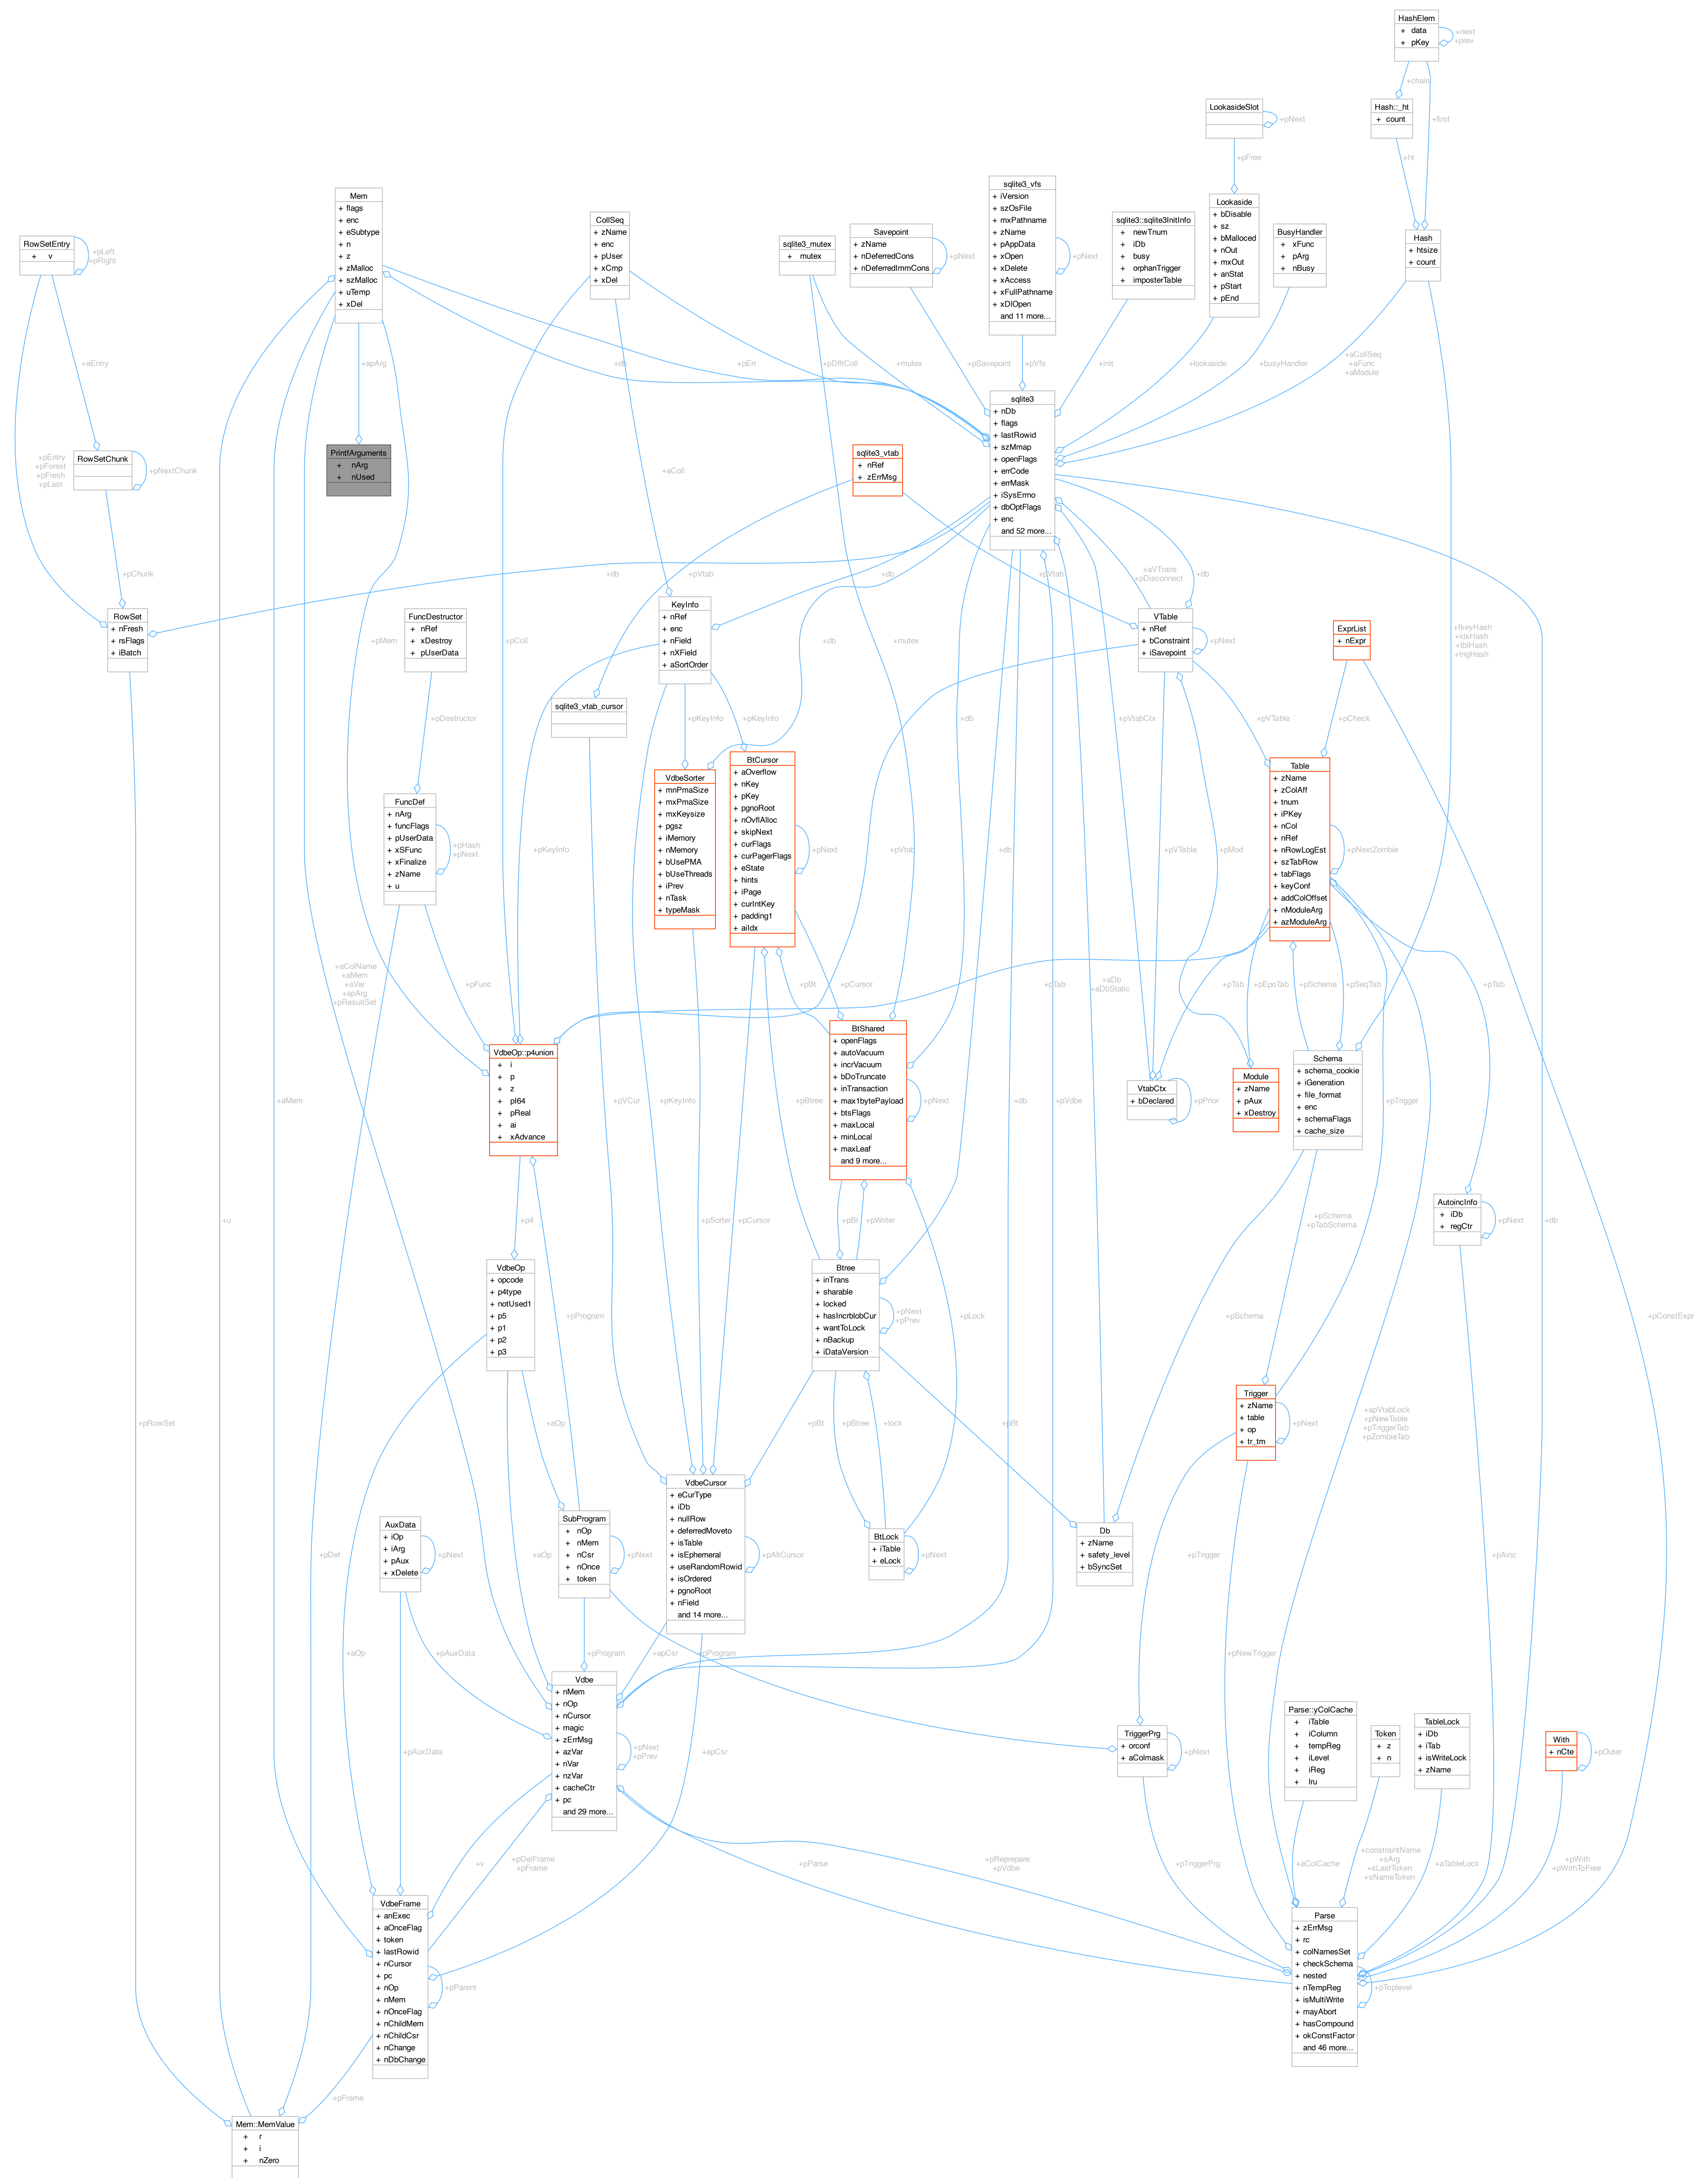 HashElem
+ data
+ pKey
+next
+prev
+chain
LookasideSlot
+pNext
Hash::_ht
+ count
+first
+pFree
+ht
Mem
+ flags
+ enc
+ eSubtype
+ n
+ z
+ zMalloc
+ szMalloc
+ uTemp
+ xDel
CollSeq
+ zName
+ enc
+ pUser
+ xCmp
+ xDel
sqlite3_vfs
+ iVersion
+ szOsFile
+ mxPathname
+ zName
+ pAppData
+ xOpen
+ xDelete
+ xAccess
+ xFullPathname
+ xDlOpen
and 11 more...
+pNext
sqlite3::sqlite3InitInfo
+ newTnum
+ iDb
+ busy
+ orphanTrigger
+ imposterTable
Lookaside
+ bDisable
+ sz
+ bMalloced
+ nOut
+ mxOut
+ anStat
+ pStart
+ pEnd
BusyHandler
+ xFunc
+ pArg
+ nBusy
Hash
+ htsize
+ count
RowSetEntry
+ v
+pLeft
+pRight
sqlite3_mutex
+ mutex
Savepoint
+ zName
+ nDeferredCons
+ nDeferredImmCons
+pNext
+aEntry
+apArg
+db
+pErr
+pDfltColl
+mutex
+pSavepoint
+pVfs
+init
+lookaside
+busyHandler
+aCollSeq
+aFunc
+aModule
sqlite3
+ nDb
+ flags
+ lastRowid
+ szMmap
+ openFlags
+ errCode
+ errMask
+ iSysErrno
+ dbOptFlags
+ enc
and 52 more...
PrintfArguments
+ nArg
+ nUsed
RowSetChunk
+pNextChunk
+pEntry
+pForest
+pFresh
+pLast
sqlite3_vtab
+ nRef
+ zErrMsg
+aColl
+pChunk
+db
+pVtab
+db
+pVtab
+aVTrans
+pDisconnect
+db
RowSet
+ nFresh
+ rsFlags
+ iBatch
FuncDestructor
+ nRef
+ xDestroy
+ pUserData
KeyInfo
+ nRef
+ enc
+ nField
+ nXField
+ aSortOrder
VTable
+ nRef
+ bConstraint
+ iSavepoint
+pNext
ExprList
+ nExpr
+fkeyHash
+idxHash
+tblHash
+trigHash
+pMem
+pColl
+db
+mutex
sqlite3_vtab_cursor
+pDestructor
+pKeyInfo
+pKeyInfo
+db
+pVtabCtx
+pVTable
+pCheck
BtCursor
+ aOverflow
+ nKey
+ pKey
+ pgnoRoot
+ nOvflAlloc
+ skipNext
+ curFlags
+ curPagerFlags
+ eState
+ hints
+ iPage
+ curIntKey
+ padding1
+ aiIdx
+pNext
VdbeSorter
+ mnPmaSize
+ mxPmaSize
+ mxKeysize
+ pgsz
+ iMemory
+ nMemory
+ bUsePMA
+ bUseThreads
+ iPrev
+ nTask
+ typeMask
Table
+ zName
+ zColAff
+ tnum
+ iPKey
+ nCol
+ nRef
+ nRowLogEst
+ szTabRow
+ tabFlags
+ keyConf
+ addColOffset
+ nModuleArg
+ azModuleArg
+pNextZombie
FuncDef
+ nArg
+ funcFlags
+ pUserData
+ xSFunc
+ xFinalize
+ zName
+ u
+pHash
+pNext
+pKeyInfo
+pVtab
+db
+pVTable
+pMod
+aColName
+aMem
+aVar
+apArg
+pResultSet
+pFunc
+pBt
+pCursor
+pTab
+aDb
+aDbStatic
+pTab
+pEpoTab
+pSchema
+pSeqTab
+pTab
VdbeOp::p4union
+ i
+ p
+ z
+ pI64
+ pReal
+ ai
+ xAdvance
BtShared
+ openFlags
+ autoVacuum
+ incrVacuum
+ bDoTruncate
+ inTransaction
+ max1bytePayload
+ btsFlags
+ maxLocal
+ minLocal
+ maxLeaf
and 9 more...
+pNext
VtabCtx
+ bDeclared
+pPrior
Module
+ zName
+ pAux
+ xDestroy
Schema
+ schema_cookie
+ iGeneration
+ file_format
+ enc
+ schemaFlags
+ cache_size
+aMem
+pVCur
+pKeyInfo
+pBtree
+db
+pVdbe
+pTrigger
AutoincInfo
+ iDb
+ regCtr
+pNext
+u
+p4
+pSorter
+pCursor
+pBt
+pWriter
+pSchema
+pTabSchema
+db
VdbeOp
+ opcode
+ p4type
+ notUsed1
+ p5
+ p1
+ p2
+ p3
+pProgram
Btree
+ inTrans
+ sharable
+ locked
+ hasIncrblobCur
+ wantToLock
+ nBackup
+ iDataVersion
+pNext
+pPrev
+pLock
+pSchema
+pConstExpr
Trigger
+ zName
+ table
+ op
+ tr_tm
+pNext
+pRowSet
+aOp
+pBt
+pBtree
+lock
+pBt
+apVtabLock
+pNewTable
+pTriggerTab
+pZombieTab
VdbeCursor
+ eCurType
+ iDb
+ nullRow
+ deferredMoveto
+ isTable
+ isEphemeral
+ useRandomRowid
+ isOrdered
+ pgnoRoot
+ nField
and 14 more...
+pAltCursor
AuxData
+ iOp
+ iArg
+ pAux
+ xDelete
+pNext
SubProgram
+ nOp
+ nMem
+ nCsr
+ nOnce
+ token
+pNext
BtLock
+ iTable
+ eLock
+pNext
Db
+ zName
+ safety_level
+ bSyncSet
+pDef
+aOp
+pTrigger
+pAinc
+aOp
+pAuxData
+pProgram
+apCsr
+pProgram
+pNewTrigger
Vdbe
+ nMem
+ nOp
+ nCursor
+ magic
+ zErrMsg
+ azVar
+ nVar
+ nzVar
+ cacheCtr
+ pc
and 29 more...
+pNext
+pPrev
+pAuxData
+apCsr
TriggerPrg
+ orconf
+ aColmask
+pNext
Parse::yColCache
+ iTable
+ iColumn
+ tempReg
+ iLevel
+ iReg
+ lru
Token
+ z
+ n
TableLock
+ iDb
+ iTab
+ isWriteLock
+ zName
With
+ nCte
+pOuter
+v
+pDelFrame
+pFrame
+pParse
+pReprepare
+pVdbe
+pTriggerPrg
+aColCache
+constraintName
+sArg
+sLastToken
+sNameToken
+aTableLock
+pWith
+pWithToFree
VdbeFrame
+ anExec
+ aOnceFlag
+ token
+ lastRowid
+ nCursor
+ pc
+ nOp
+ nMem
+ nOnceFlag
+ nChildMem
+ nChildCsr
+ nChange
+ nDbChange
+pParent
Parse
+ zErrMsg
+ rc
+ colNamesSet
+ checkSchema
+ nested
+ nTempReg
+ isMultiWrite
+ mayAbort
+ hasCompound
+ okConstFactor
and 46 more...
+pToplevel
+pFrame
Mem::MemValue
+ r
+ i
+ nZero